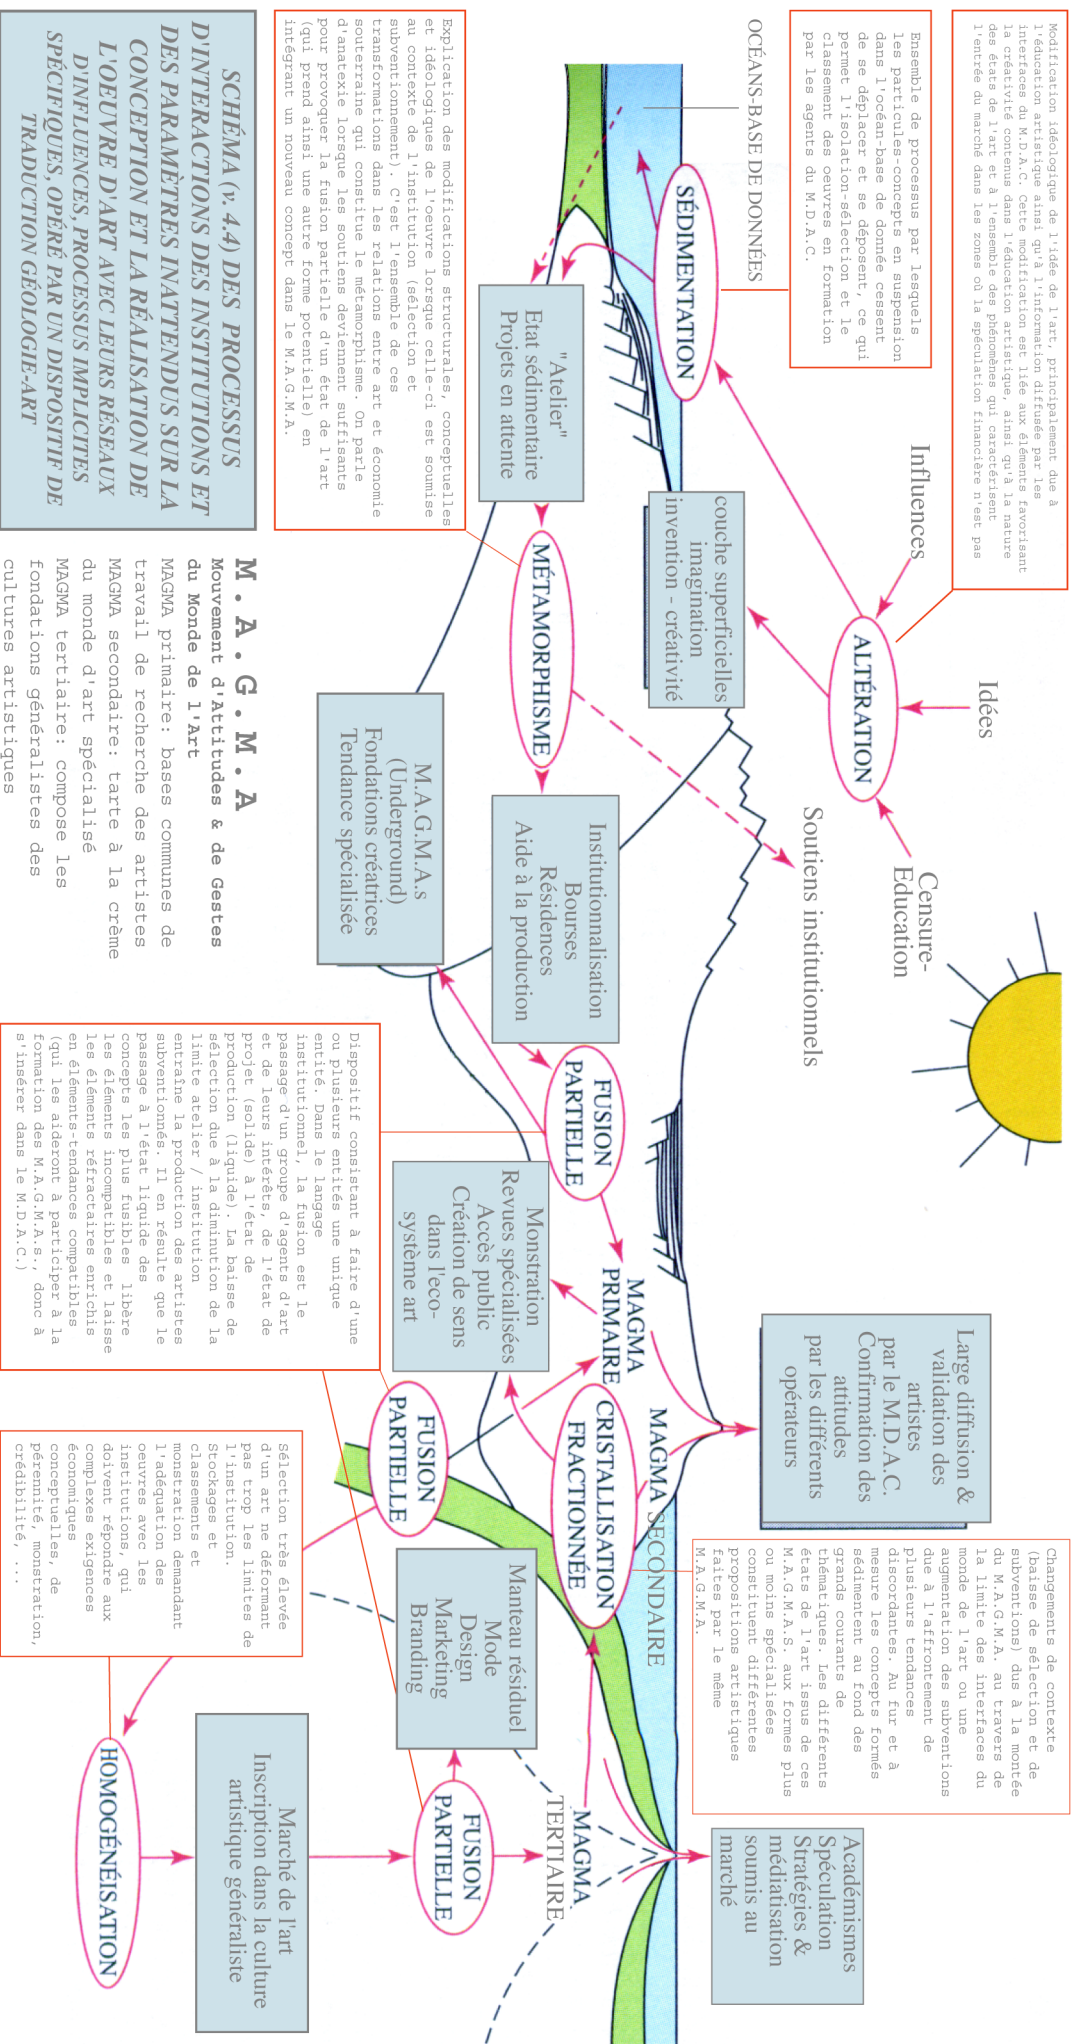 Modification idéologique de l'idée de l'art, principalement due à
l'éducation artistique ainsi qu'à l'information diffusée par les
interfaces du M.D.A.C. Cette modification est liée aux éléments favorisant
la créativité contenus dans l'éducation artistique, ainsi qu'à la nature
des états de l'art et à l'ensemble des phénomènes qui caractérisent
l'entrée du marché dans les zones où la spéculation financière n'est pas
Ensemble de processus par lesquels
les particules-concepts en suspension
dans l'océan-base de donnée cessent
de se déplacer et se déposent, ce qui
permet l'isolation-sélection et le
classement des oeuvres en formation
par les agents du M.D.A.C.
OCÉANS-BASE DE DONNÉES
Influences
Idées
Censure-
Education
ALTÉRATION
SÉDIMENTATION
couche superficielles
imagination
invention - créativité
Soutiens institutionnels
"Atelier"
Etat sédimentaire
Projets en attente
MÉTAMORPHISME
Institutionnalisation
Bourses
Résidences
Aide à la production
Explication des modifications structurales, conceptuelles
et idéologiques de l'oeuvre lorsque celle-ci est soumise
au contexte de l'institution (sélection et
subventionnement). C'est l'ensemble de ces
transformations dans les relations entre art et économie
souterraine qui constitue le métamorphisme. On parle
d'anatexie lorsque les soutiens deviennent suffisants
pour provoquer la fusion partielle d'un état de l'art
(qui prend ainsi une autre forme potentielle) en
intégrant un nouveau concept dans le M.A.G.M.A.
M.A.G.M.A.s
(Underground)
Fondations créatrices
Tendance spécialisée
FUSION
PARTIELLE
MAGMA
PRIMAIRE
Monstration
Revues spécialisées
Accès public
Création de sens
dans l'eco-
système art
Large diffusion &
validation des
artistes
par le M.D.A.C.
Confirmation des
attitudes
par les différents
opérateurs
MAGMA SECONDAIRE
CRISTALLISATION
FRACTIONNÉE
Changements de contexte
(baisse de sélection et de
subventions) dus à la montée
du M.A.G.M.A. au travers de
la limite des interfaces du
monde de l'art ou une
augmentation des subventions
due à l'affrontement de
plusieurs tendances
discordantes. Au fur et à
mesure les concepts formés
sédimentent au fond des
grands courants de
thématiques. Les différents
états de l'art issus de ces
M.A.G.M.A.S. aux formes plus
ou moins spécialisées
constituent différentes
propositions artistiques
faites par le même
M.A.G.M.A.
Académismes
Spéculation
Stratégies &
médiatisation
soumis au
marché
MAGMA
TERTIAIRE
FUSION
PARTIELLE
Manteau résiduel
Mode
Design
Marketing
Branding
FUSION
PARTIELLE
Dispositif consistant à faire d'une
ou plusieurs entités une unique
entité. Dans le langage
institutionnel, la fusion est le
passage d'un groupe d'agents d'art
et de leurs intérêts, de l'état de
projet (solide) à l'état de
production (liquide). La baisse de
sélection due à la diminution de la
limite atelier / institution
entraîne la production des artistes
subventionnés. Il en résulte que le
passage à l'état liquide des
concepts les plus fusibles libère
les éléments incompatibles et laisse
les éléments réfractaires enrichis
en éléments-tendances compatibles
(qui les aideront à participer à la
formation des M.A.G.M.A.s., donc à
s'insérer dans le M.D.A.C.)
sélection très élevée
d'un art ne déformant
pas trop les limites de
l'institution.
Stockages et
classements et
monstration demandant
l'adéquation des
oeuvres avec les
institutions, qui
doivent répondre aux
complexes exigences
économiques
conceptuelles, de
pérennité, monstration,
crédibilité, ...
Marché de l'art
Inscription dans la culture
artistique généraliste
HOMOGÉNÉISATION
M.A.G.M.A
Mouvement d'Attitudes & de Gestes
du Monde de l'Art
MAGMA primaire: bases communes de
travail de recherche des artistes
MAGMA secondaire: tarte à la crème
du monde d'art spécialisé
MAGMA tertiaire: compose les
fondations généralistes des
cultures artistiques
SCHÉMA (v. 4.4) DES PROCESSUS
D'INTERACTIONS DES INSTITUTIONS ET
DES PARAMÈTRES INATTENDUS SUR LA
CONCEPTION ET LA RÉALISATION DE
L'OEUVRE D'ART AVEC LEURS RÉSEAUX
D'INFLUENCES, PROCESSUS IMPLICITES
SPÉCIFIQUES, OPÉRÉ PAR UN DISPOSITIF DE
TRADUCTION GÉOLOGIE-ART